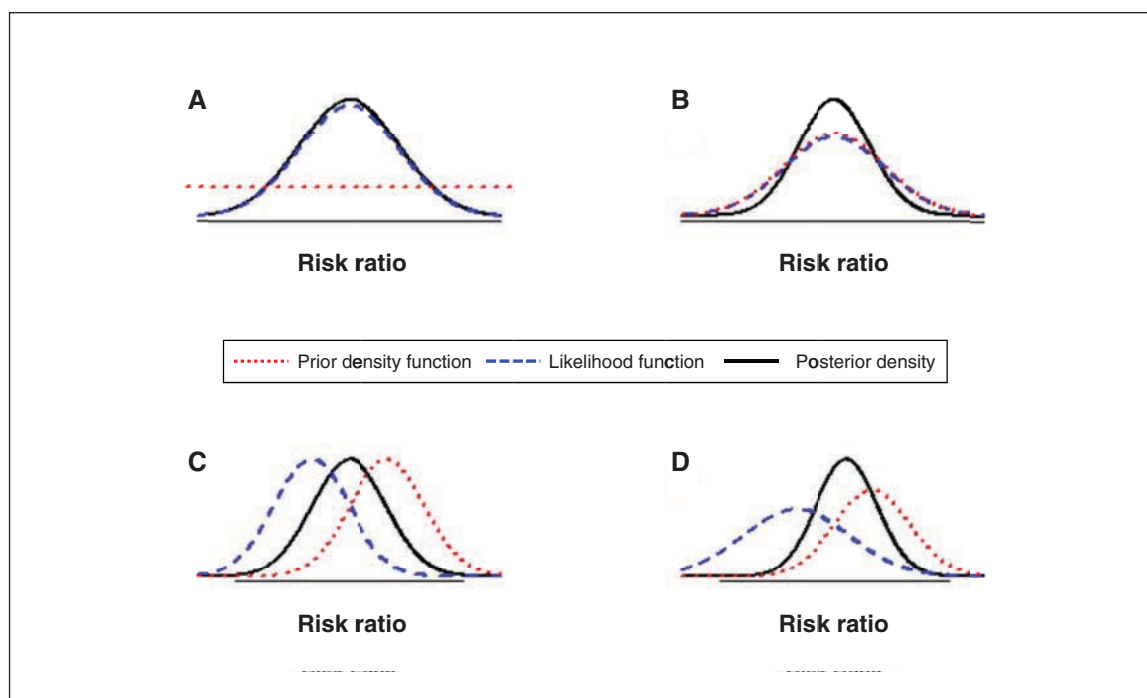 A
B
Risk ratio
Risk ratio
Prior density function Likelihood function Posterior density
C
D
Risk ratio
Risk ratio